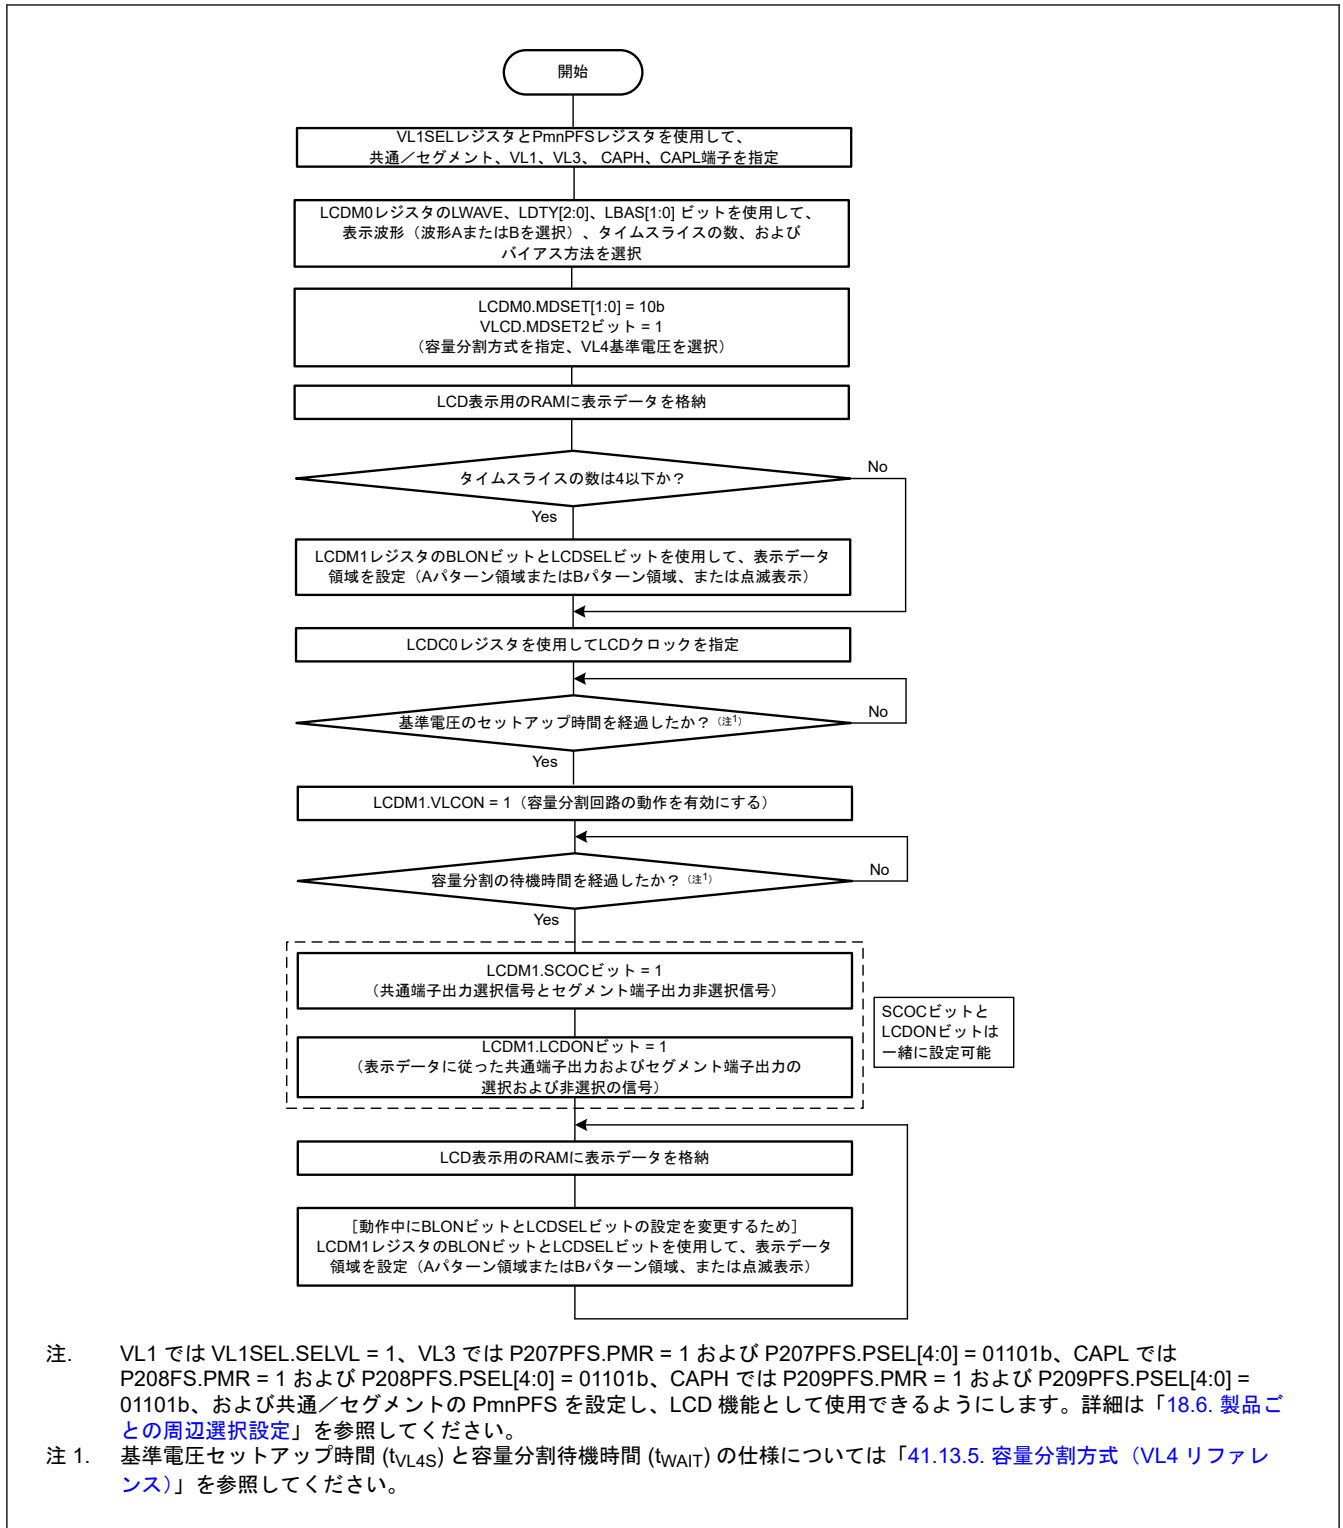 開始
VL1SELレジスタとPmnPFSレジスタを使用して、
共通／セグメント、VL1、VL3、 CAPH、CAPL端子を指定
LCDM0レジスタのLWAVE、LDTY[2:0]、LBAS[1:0] ビットを使用して、
表示波形（波形AまたはBを選択）、タイムスライスの数、および
バイアス方法を選択
LCDM0.MDSET[1:0] = 10b
VLCD.MDSET2ビット = 1
（容量分割方式を指定、VL4基準電圧を選択）
LCD表示用のRAMに表示データを格納
タイムスライスの数は4以下か？
No
Yes
LCDM1レジスタのBLONビットとLCDSELビットを使用して、表示データ
領域を設定（Aパターン領域またはBパターン領域、または点滅表示）
LCDC0レジスタを使用してLCDクロックを指定
基準電圧のセットアップ時間を経過したか？（注1）
No
Yes
LCDM1.VLCON = 1（容量分割回路の動作を有効にする）
容量分割の待機時間を経過したか？（注1）
No
Yes
LCDM1.SCOCビット = 1
（共通端子出力選択信号とセグメント端子出力非選択信号）
LCDM1.LCDONビット = 1
（表示データに従った共通端子出力およびセグメント端子出力の
選択および非選択の信号）
SCOCビットと
LCDONビットは
一緒に設定可能
LCD表示用のRAMに表示データを格納
［動作中にBLONビットとLCDSELビットの設定を変更するため］
LCDM1レジスタのBLONビットとLCDSELビットを使用して、表示データ
領域を設定（Aパターン領域またはBパターン領域、または点滅表示）
注. VL1 では VL1SEL.SELVL = 1、VL3 では P207PFS.PMR = 1 および P207PFS.PSEL[4:0] = 01101b、CAPL では
P208FS.PMR = 1 および P208PFS.PSEL[4:0] = 01101b、CAPH では P209PFS.PMR = 1 および P209PFS.PSEL[4:0] =
01101b、および共通／セグメントの PmnPFS を設定し、LCD 機能として使用できるようにします。詳細は「18.6. 製品ご
との周辺選択設定」を参照してください。
注 1. 基準電圧セットアップ時間 (tVL4S) と容量分割待機時間 (tWAIT) の仕様については「41.13.5. 容量分割方式（VL4 リファレ
ンス）」を参照してください。